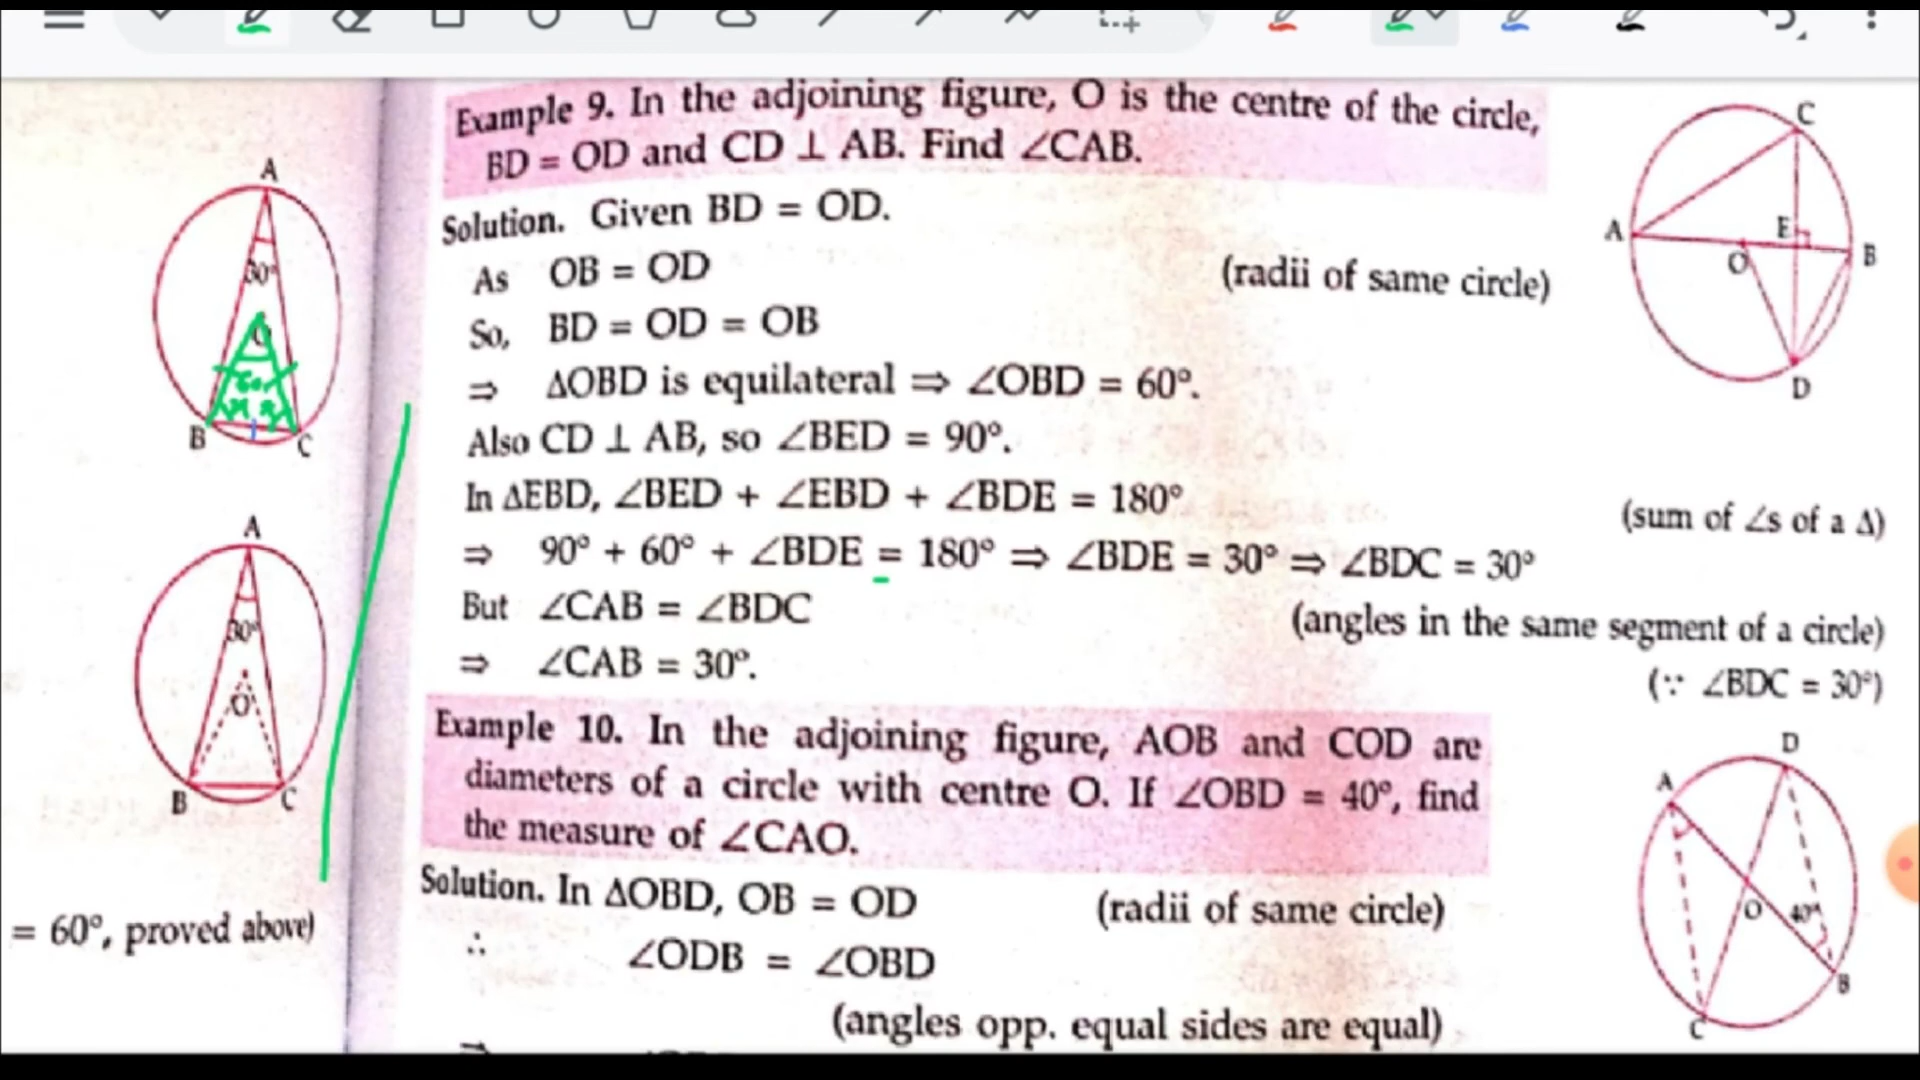 Example 9. In the adjoining figure, O is the centre of the circle,
BD = OD and CD ⊥ AB. Find ∠CAB.
Solution. Given BD = OD.
As OB = OD (radii of same circle)
So, BD = OD = OB
⇒ ΔOBD is equilateral ⇒ ∠OBD = 60°.
Also CD ⊥ AB, so ∠BED = 90°.
In ΔEBD, ∠BED + ∠EBD + ∠BDE = 180° (sum of ∠s of a Δ)
⇒ 90° + 60° + ∠BDE = 180° ⇒ ∠BDE = 30° ⇒ ∠BDC = 30°
But ∠CAB = ∠BDC (angles in the same segment of a circle)
⇒ ∠CAB = 30°. (∵ ∠BDC = 30°)
Example 10. In the adjoining figure, AOB and COD are
diameters of a circle with centre O. If ∠OBD = 40°, find
the measure of ∠CAO.
Solution. In ΔOBD, OB = OD (radii of same circle)
∴ ∠ODB = ∠OBD
(angles opp. equal sides are equal)
A
30°
B
C
A
30°
O
B
C
= 60°, proved above)
C
A
E
B
O
D
D
A
O
40°
B
C